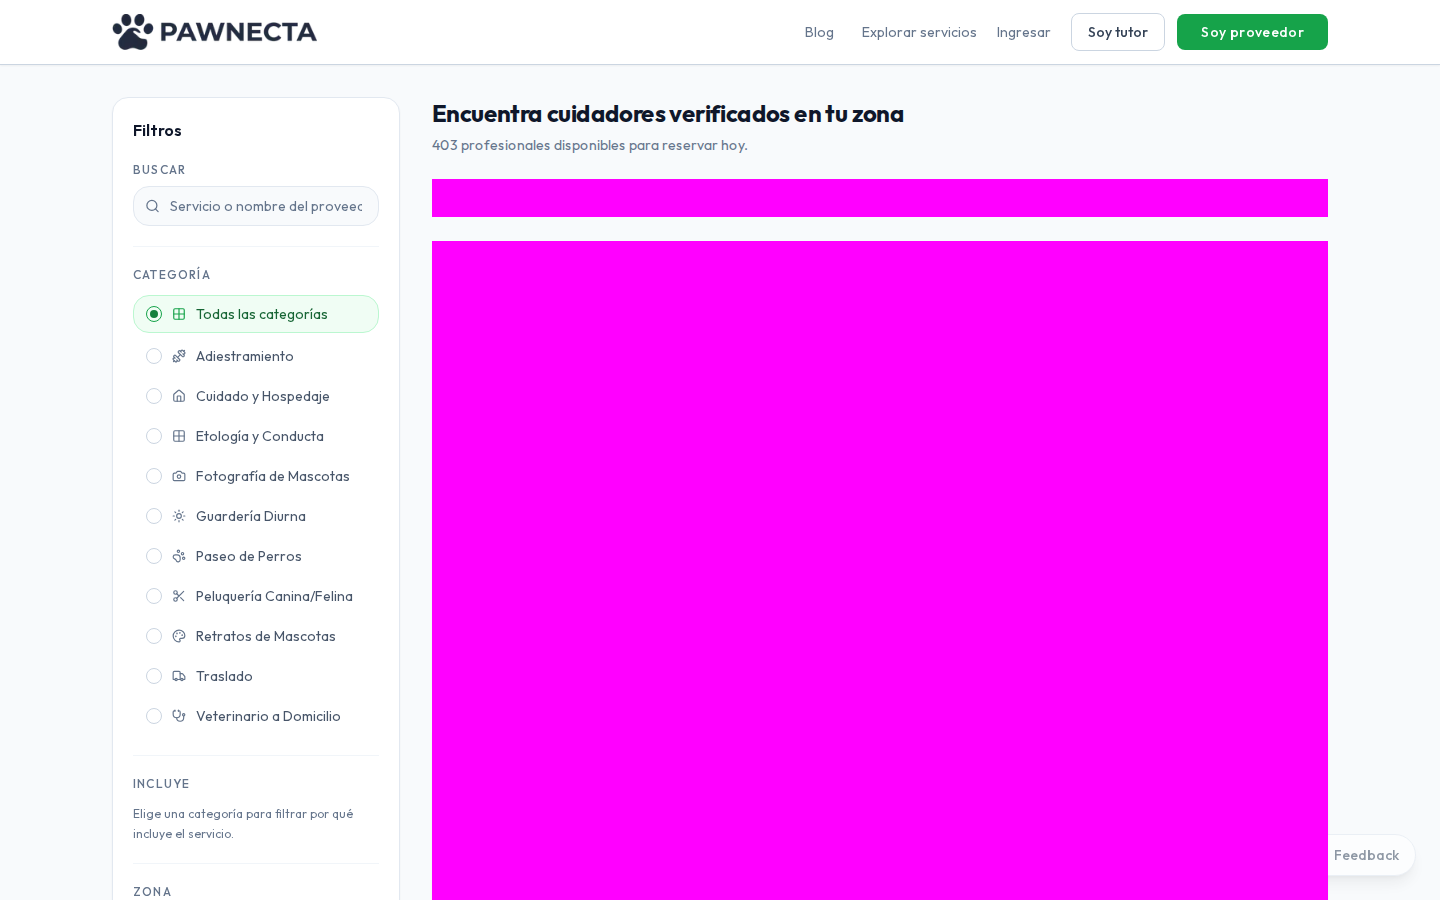 PAWNECTA
Blog
Explorar servicios
Ingresar
Soy tutor
Soy proveedor
Filtros
BUSCAR
Servicio o nombre del
CATEGORÍA
Todas las categorías
Adiestramiento
Cuidado y Hospedaje
Etología y Conducta
Fotografía de Mascotas
Guardería Diurna
Paseo de Perros
Peluquería Canina/Felina
Retratos de Mascotas
Traslado
Veterinario a Domicilio
INCLUYE
Elige una categoría para filtrar por qué
incluye el servicio.
ZONA
Encuentra cuidadores verificados en tu zona
403 profesionales disponibles para reservar hoy.
Feedback